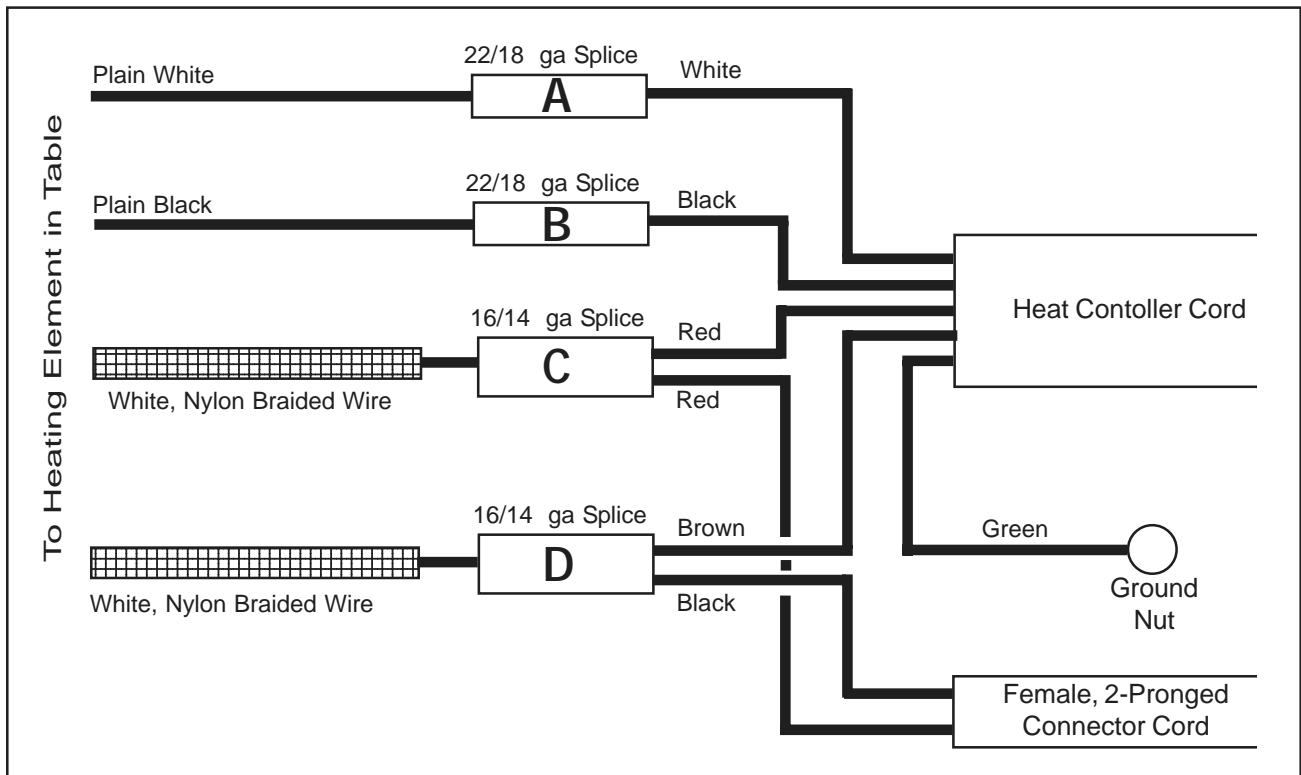 To Heating Element in Table
22/18 ga Splice
Plain White
A
White
22/18 ga Splice
Plain Black
B
Black
Heat Contoller Cord
16/14 ga Splice
C
Red
Red
White, Nylon Braided Wire
16/14 ga Splice
D
Brown
Black
White, Nylon Braided Wire
Green
Ground
Nut
Female, 2-Pronged
Connector Cord